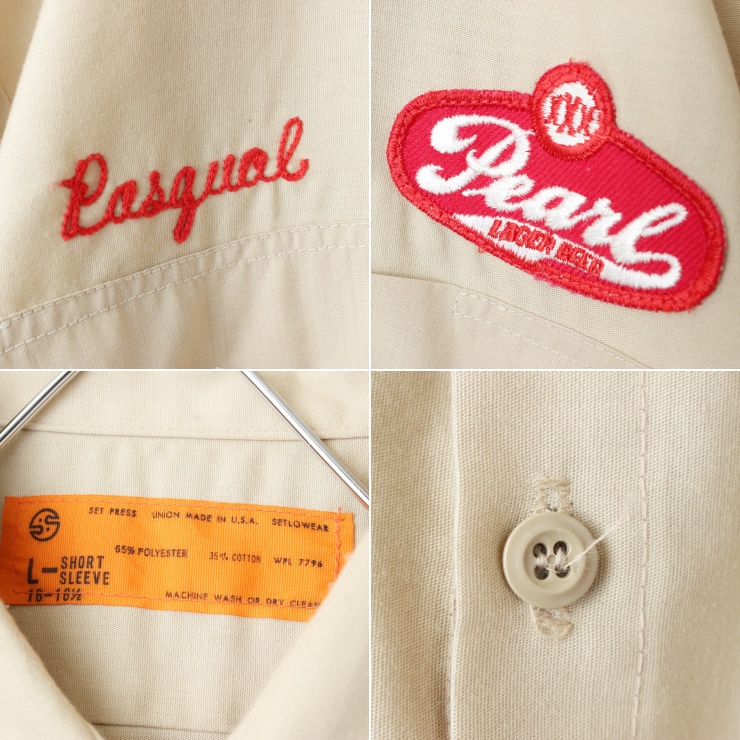 Pasqual
XXX
Pearl
LAGER BEER
SS
SET PRESS UNION MADE IN U.S.A. SETLOWEAR
65% POLYESTER 35% COTTON WPL 7796
L-SHORT SLEEVE
16-16½
MACHINE WASH OR DRY CLEAN